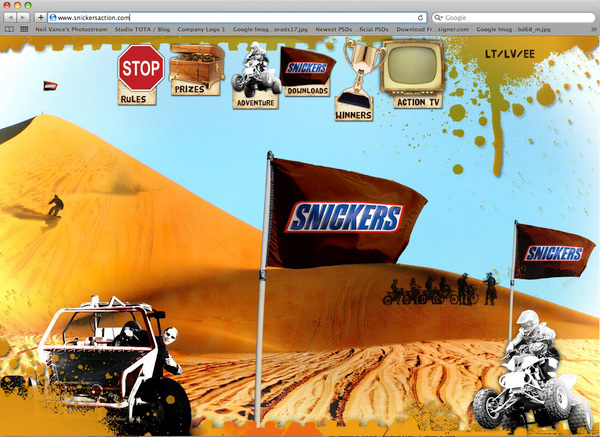 www.snickersaction.com
Google
Neil Vance's Photostream
Studio TOTA / Blog
Company Logo 1
Google Imag...orads17.jpg
Newest PSDs ...ficial PSDs
Download Fr...signer.com
Google Imag...bd68_m.jpg
LT/LV/EE
STOP
RULES
PRIZES
ADVENTURE
SNICKERS
DOWNLOADS
WINNERS
ACTION TV
SNICKERS
SNICKERS